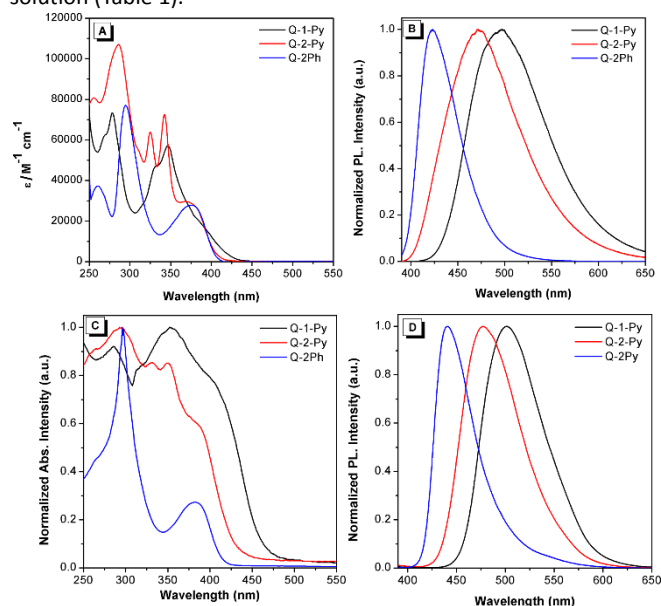 solution (Table 1).
A
Q-1-Py
Q-2-Py
Q-2Ph
ε / M⁻¹ cm⁻¹
120000
100000
80000
60000
40000
20000
0
250 300 350 400 450 500 550
Wavelength (nm)
B
Q-1-Py
Q-2-Py
Q-2Ph
Normalized PL. Intensity (a.u.)
1.0
0.8
0.6
0.4
0.2
0.0
400 450 500 550 600 650
Wavelength (nm)
C
Q-1-Py
Q-2-Py
Q-2Ph
Normalized Abs. Intensity (a.u.)
1.0
0.8
0.6
0.4
0.2
0.0
250 300 350 400 450 500 550
Wavelength (nm)
D
Q-1-Py
Q-2-Py
Q-2Py
Normalized PL. Intensity (a.u.)
1.0
0.8
0.6
0.4
0.2
0.0
400 450 500 550 600 650
Wavelength (nm)